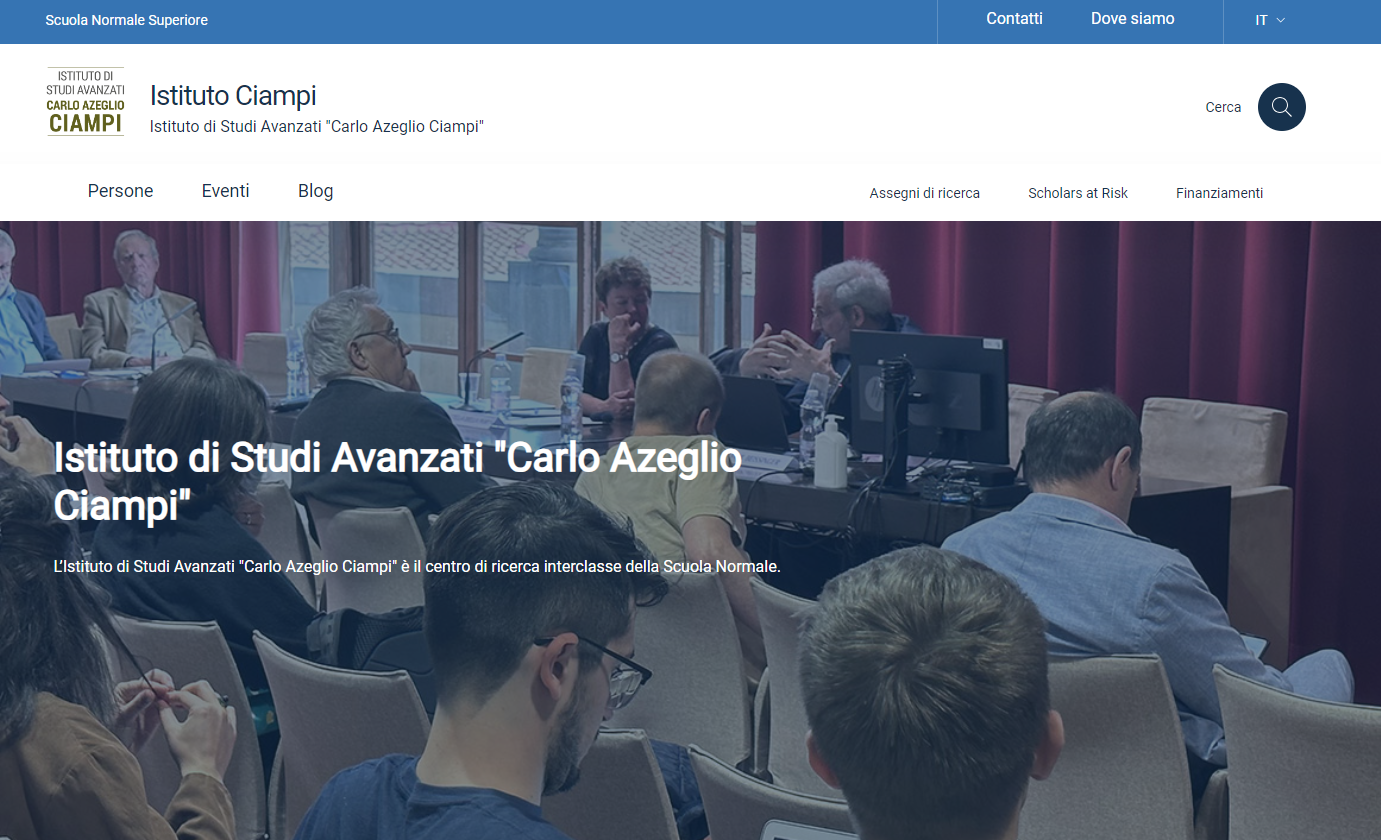 Scuola Normale Superiore
Contatti
Dove siamo
IT
ISTITUTO DI
STUDI AVANZATI
CARLO AZEGLIO
CIAMPI
Istituto Ciampi
Istituto di Studi Avanzati "Carlo Azeglio Ciampi"
Cerca
Persone
Eventi
Blog
Assegni di ricerca
Scholars at Risk
Finanziamenti
Istituto di Studi Avanzati "Carlo Azeglio
Ciampi"
L'Istituto di Studi Avanzati "Carlo Azeglio Ciampi" è il centro di ricerca interclasse della Scuola Normale.